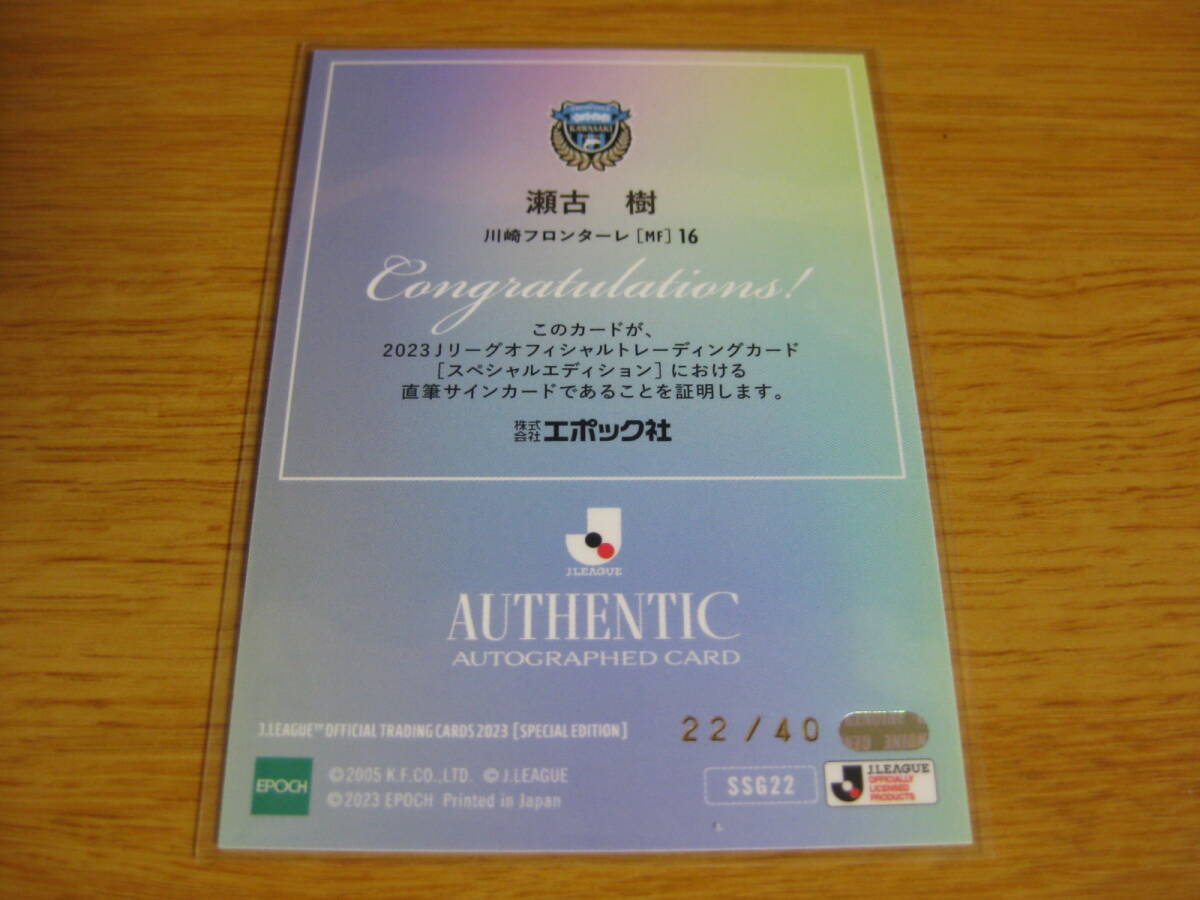 KAWASAKI
瀬古 樹
川崎フロンターレ [MF] 16
Congratulations!
このカードが、
2023Jリーグオフィシャルトレーディングカード
[スペシャルエディション]における
直筆サインカードであることを証明します。
株式会社エポック社
J.LEAGUE
AUTHENTIC
AUTOGRAPHED CARD
J.LEAGUE™ OFFICIAL TRADING CARDS 2023 [SPECIAL EDITION]
22/40
EPOCH
©2005 K.F.CO.,LTD. ©J.LEAGUE
©2023 EPOCH Printed in Japan
SSG22
J.LEAGUE
OFFICIALLY
LICENSED
PRODUCTS